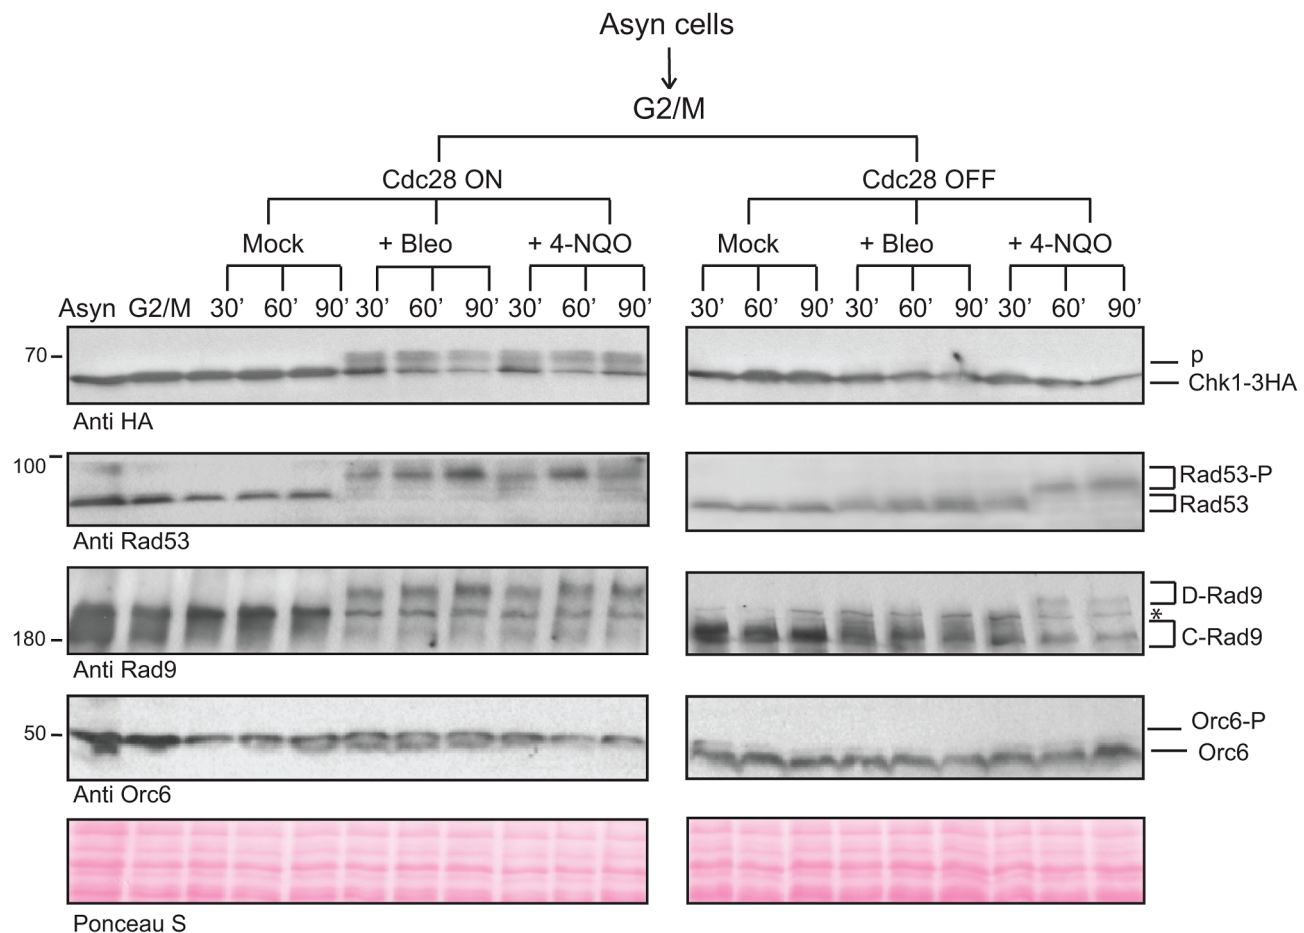 Asyn cells
G2/M
Cdc28 ON Cdc28 OFF
Mock + Bleo + 4-NQO Mock + Bleo + 4-NQO
Asyn G2/M 30’ 60’ 90’ 30’ 60’ 90’ 30’ 60’ 90’ 30’ 60’ 90’ 30’ 60’ 90’ 30’ 60’ 90’
70
p
Chk1-3HA
Anti HA
100
Rad53-P
Rad53
Anti Rad53
D-Rad9
*
C-Rad9
180
Anti Rad9
Orc6-P
50
Orc6
Anti Orc6
Ponceau S